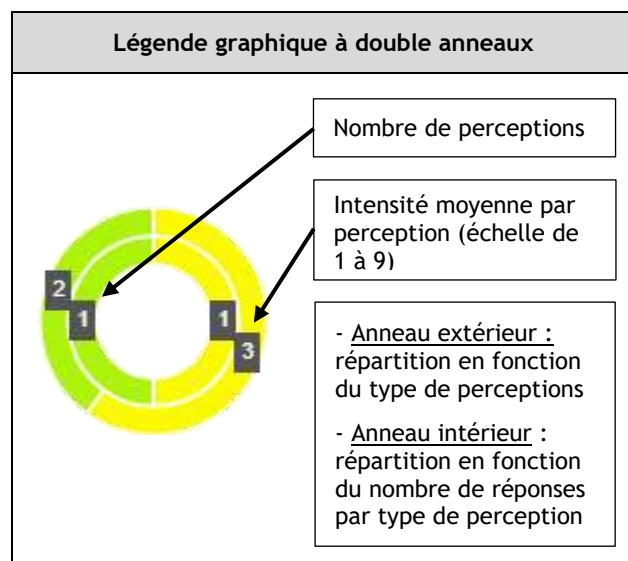 Légende graphique à double anneaux
Nombre de perceptions
Intensité moyenne par
perception (échelle de
1 à 9)
2
1
1
3
- Anneau extérieur :
répartition en fonction
du type de perceptions
- Anneau intérieur :
répartition en fonction
du nombre de réponses
par type de perception